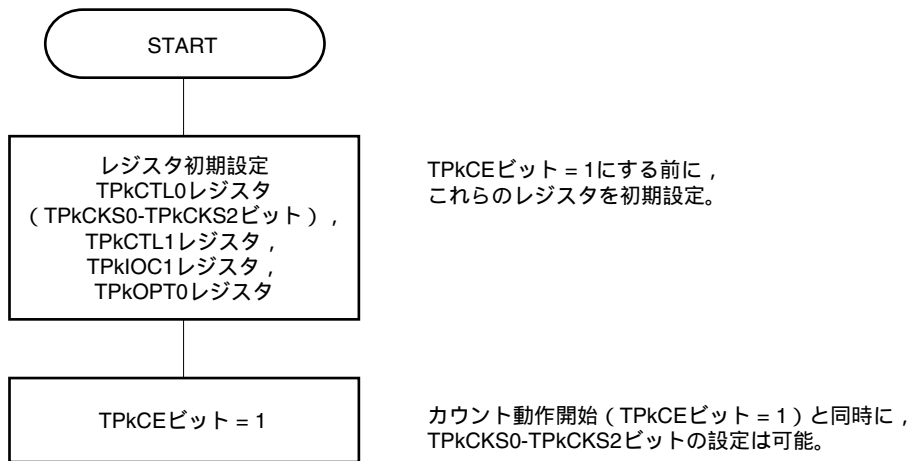 START
レジスタ初期設定
TPkCTL0レジスタ
（TPkCKS0-TPkCKS2ビット），
TPkCTL1レジスタ，
TPkIOC1レジスタ，
TPkOPT0レジスタ
TPkCEビット = 1にする前に，
これらのレジスタを初期設定。
TPkCEビット = 1
カウント動作開始（TPkCEビット = 1）と同時に，
TPkCKS0-TPkCKS2ビットの設定は可能。